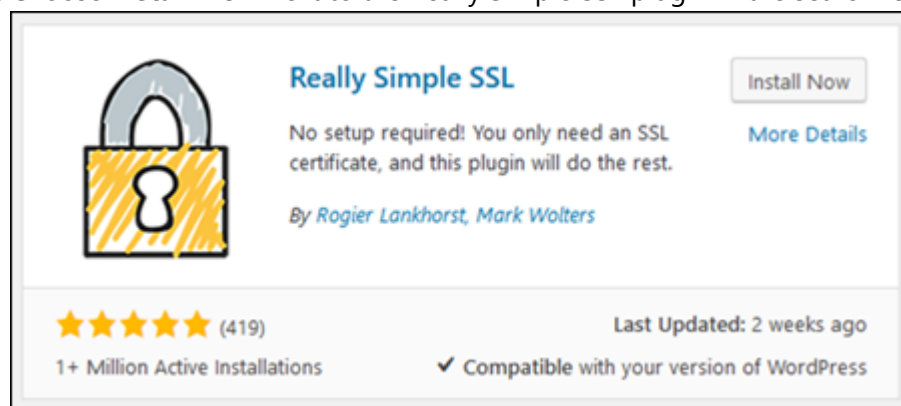 Really Simple SSL
Install Now
No setup required! You only need an SSL
certificate, and this plugin will do the rest.
More Details
By Rogier Lankhorst, Mark Wolters
(419)
Last Updated: 2 weeks ago
1+ Million Active Installations
Compatible with your version of WordPress